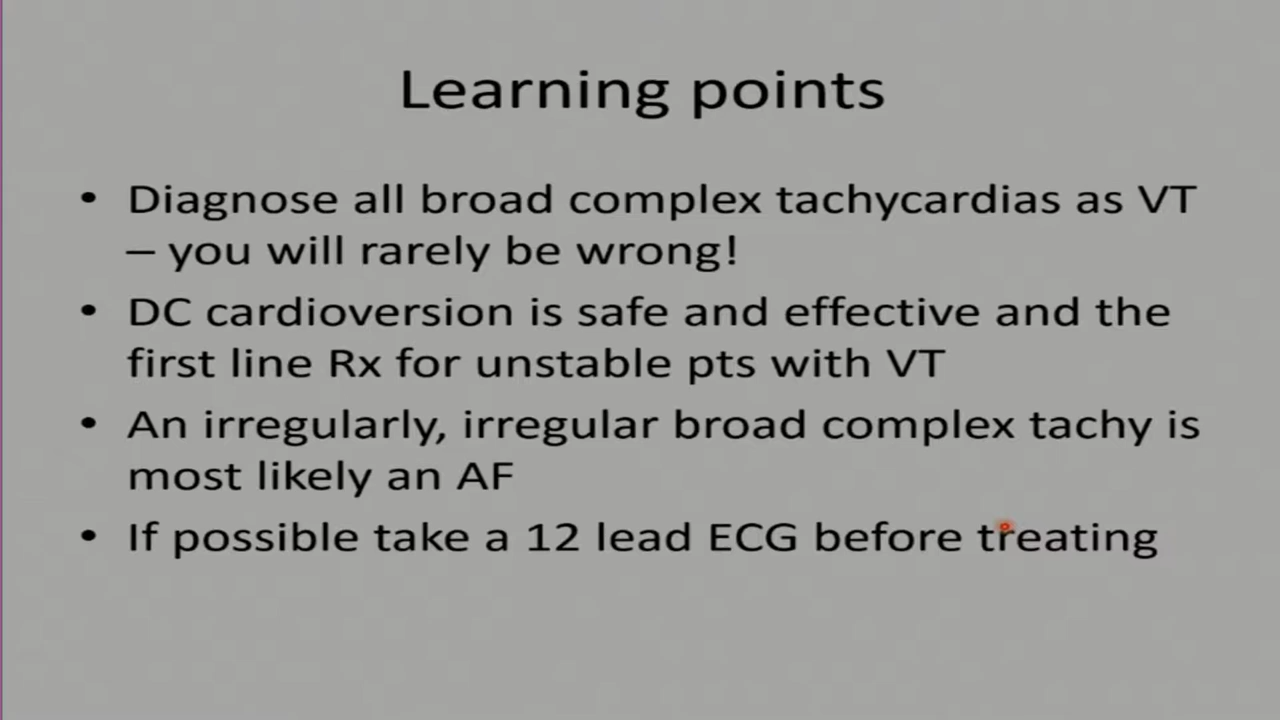 Learning points
• Diagnose all broad complex tachycardias as VT
– you will rarely be wrong!
• DC cardioversion is safe and effective and the
first line Rx for unstable pts with VT
• An irregularly, irregular broad complex tachy is
most likely an AF
• If possible take a 12 lead ECG before treating